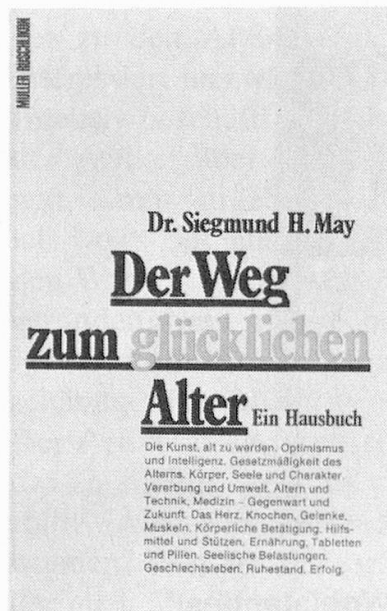 MÜLLER RÜSCHLIKON
Dr. Siegmund H. May
Der Weg
zum glücklichen
Alter Ein Hausbuch
Die Kunst, alt zu werden. Optimismus
und Intelligenz. Gesetzmäßigkeit des
Alterns. Körper, Seele und Charakter.
Vererbung und Umwelt. Altern und
Technik, Medizin – Gegenwart und
Zukunft. Das Herz. Knochen, Gelenke,
Muskeln. Körperliche Betätigung. Hilfs-
mittel und Stützen. Ernährung, Tabletten
und Pillen. Seelische Belastungen.
Geschlechtsleben. Ruhestand. Erfolg.